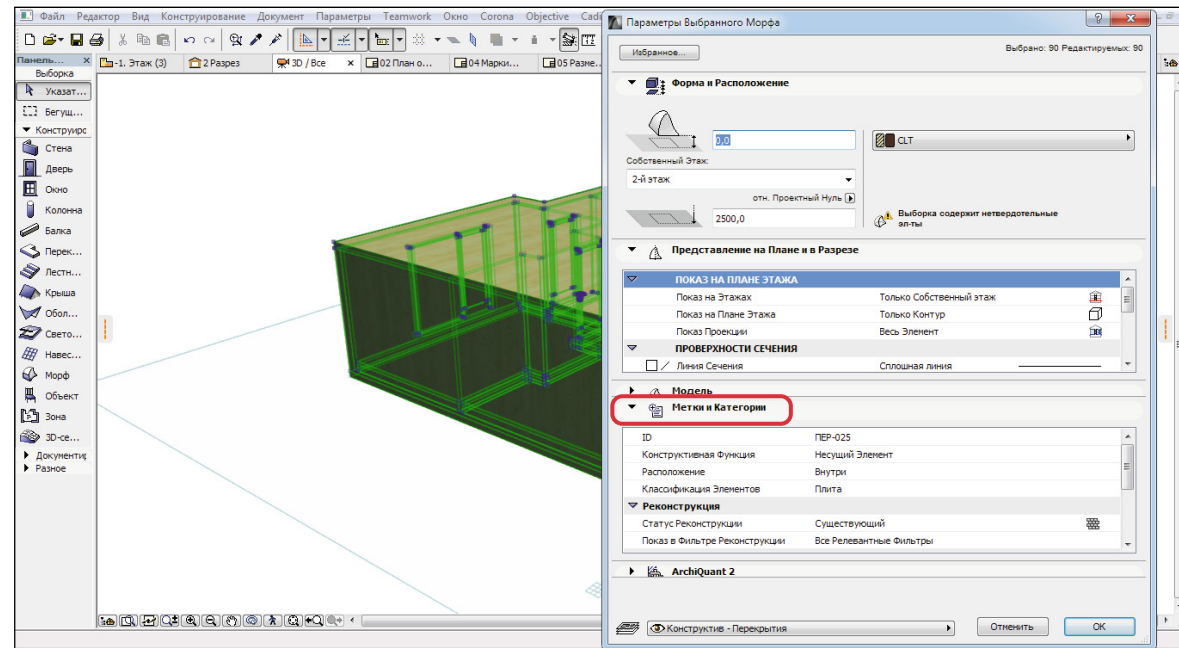 Файл Редактор Вид Конструирование Документ Параметры Teamwork Окно Corona Objective Cadi
Панель... x
-1. Этаж (3)
2 Разрез
3D / Все x
02 План о...
04 Марки...
05 Разме..
Выборка
Указат...
Бегущ...
Конструирс
Стена
Дверь
Окно
Колонна
Балка
Перек...
Лестн...
Крыша
Обол...
Свето...
Навес...
Морф
Объект
Зона
3D-се...
Документиг
Разное
Параметры Выбранного Морфа
Избранное...
Выбрано: 90 Редактируемых: 90
Форма и Расположение
0,0
CLT
Собственный Этаж:
2-й этаж
отн. Проектный Нуль
2500,0
Выборка содержит нетвердотельные
эл-ты
Представление на Плане и в Разрезе
ПОКАЗ НА ПЛАНЕ ЭТАЖА
Показ на Этажах Только Собственный этаж
Показ на Плане Этажа Только Контур
Показ Проекции Весь Элемент
ПРОВЕРХНОСТИ СЕЧЕНИЯ
Линия Сечения Сплошная линия
Модель
Метки и Категории
ID ПЕР-025
Конструктивная Функция Несущий Элемент
Расположение Внутри
Классификация Элементов Плита
Реконструкция
Статус Реконструкции Существующий
Показ в Фильтре Реконструкции Все Релевантные Фильтры
ArchiQuant 2
Конструктив - Перекрытия
Отменить
OK